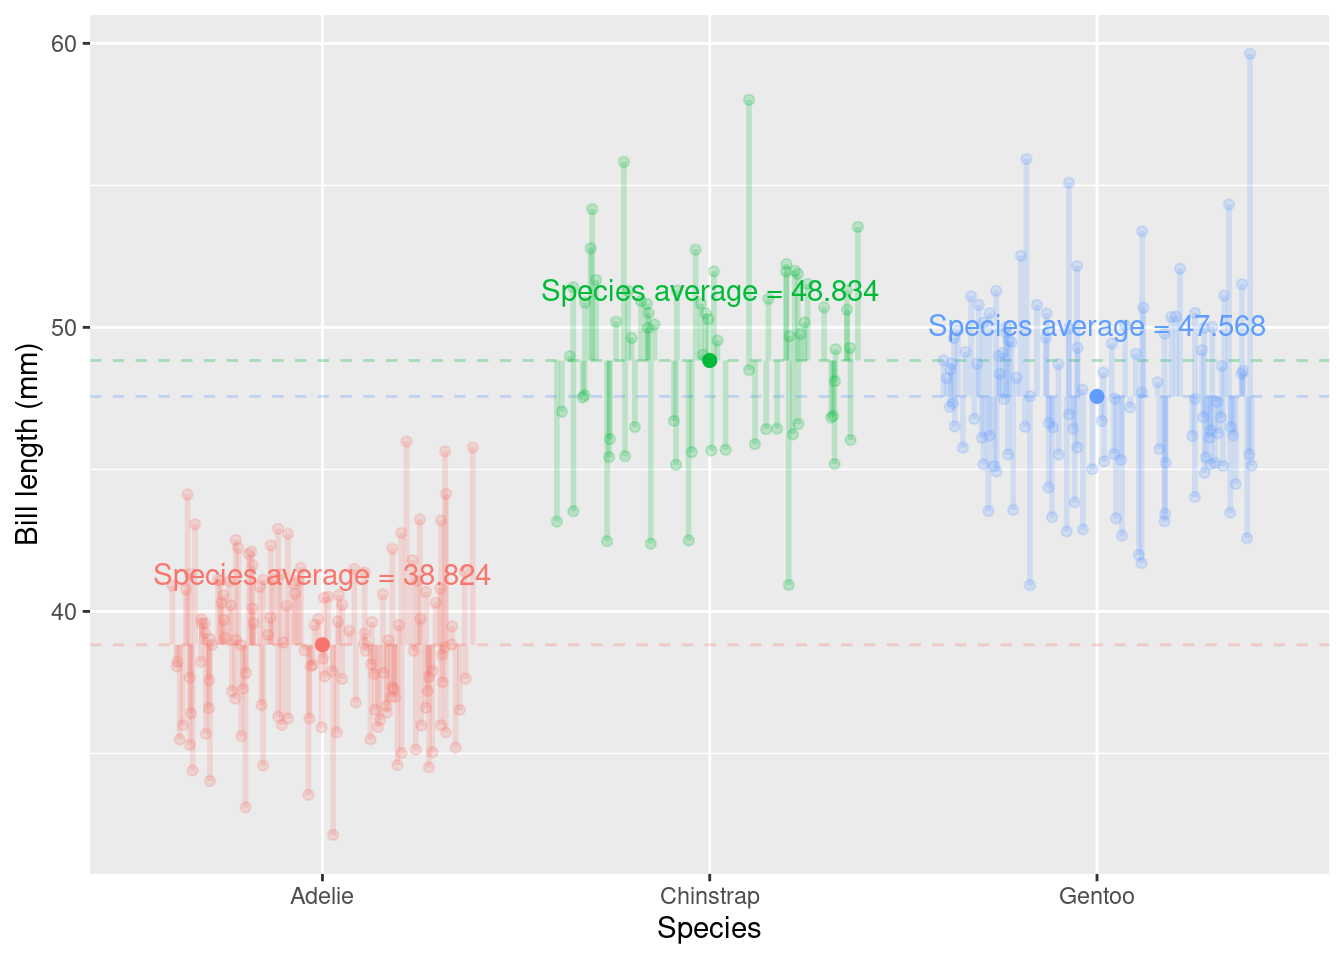 60
50
40
Bill length (mm)
Species average = 48.834
Species average = 47.568
Species average = 38.824
Adelie
Chinstrap
Gentoo
Species